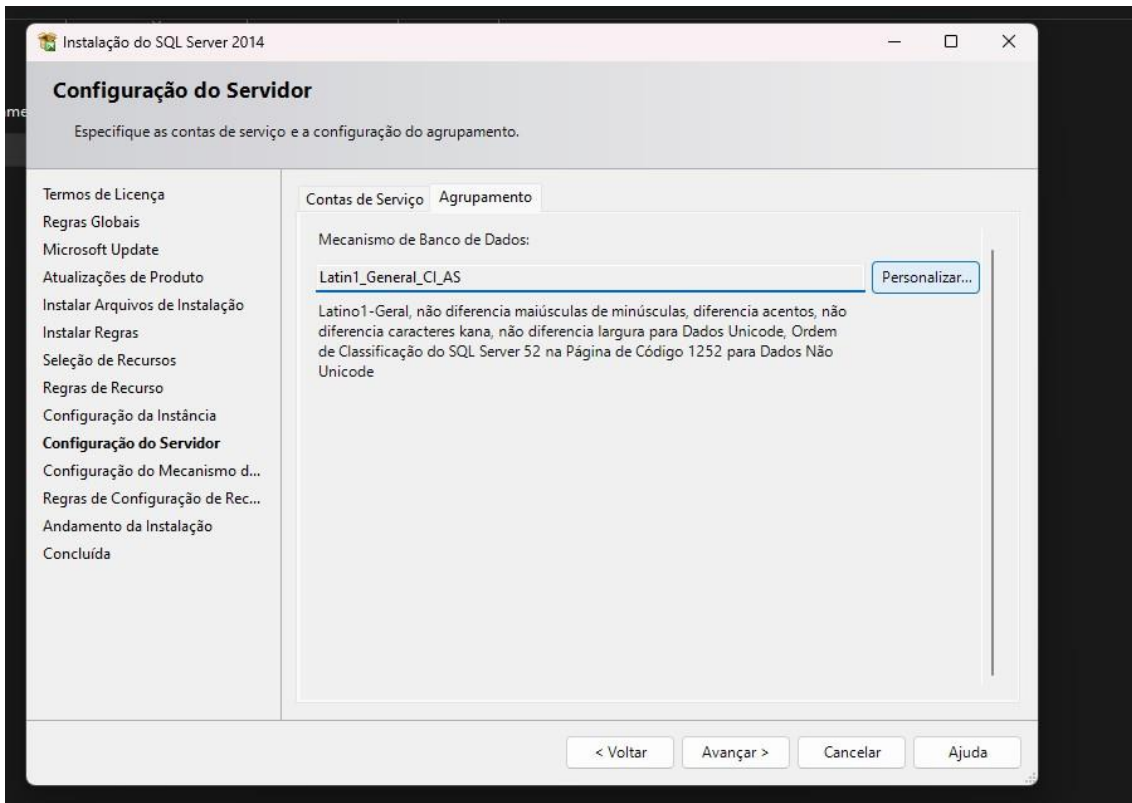 Instalação do SQL Server 2014
Configuração do Servidor
Especifique as contas de serviço e a configuração do agrupamento.
Termos de Licença
Regras Globais
Microsoft Update
Atualizações de Produto
Instalar Arquivos de Instalação
Instalar Regras
Seleção de Recursos
Regras de Recurso
Configuração da Instância
Configuração do Servidor
Configuração do Mecanismo d...
Regras de Configuração de Rec...
Andamento da Instalação
Concluída
Contas de Serviço Agrupamento
Mecanismo de Banco de Dados:
Latin1_General_CI_AS Personalizar...
Latino1-Geral, não diferencia maiúsculas de minúsculas, diferencia acentos, não
diferencia caracteres kana, não diferencia largura para Dados Unicode, Ordem
de Classificação do SQL Server 52 na Página de Código 1252 para Dados Não
Unicode
< Voltar Avançar > Cancelar Ajuda